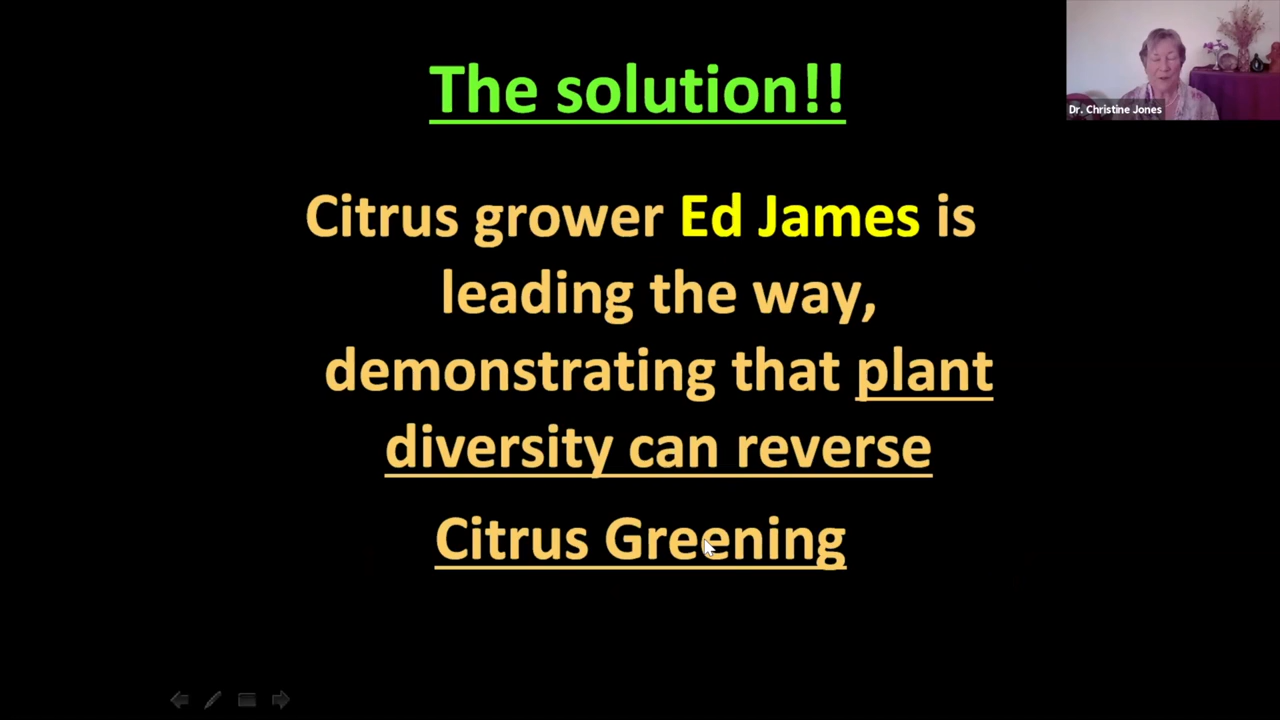 The solution!!
Dr. Christine Jones
Citrus grower Ed James is
leading the way,
demonstrating that plant
diversity can reverse
Citrus Greening